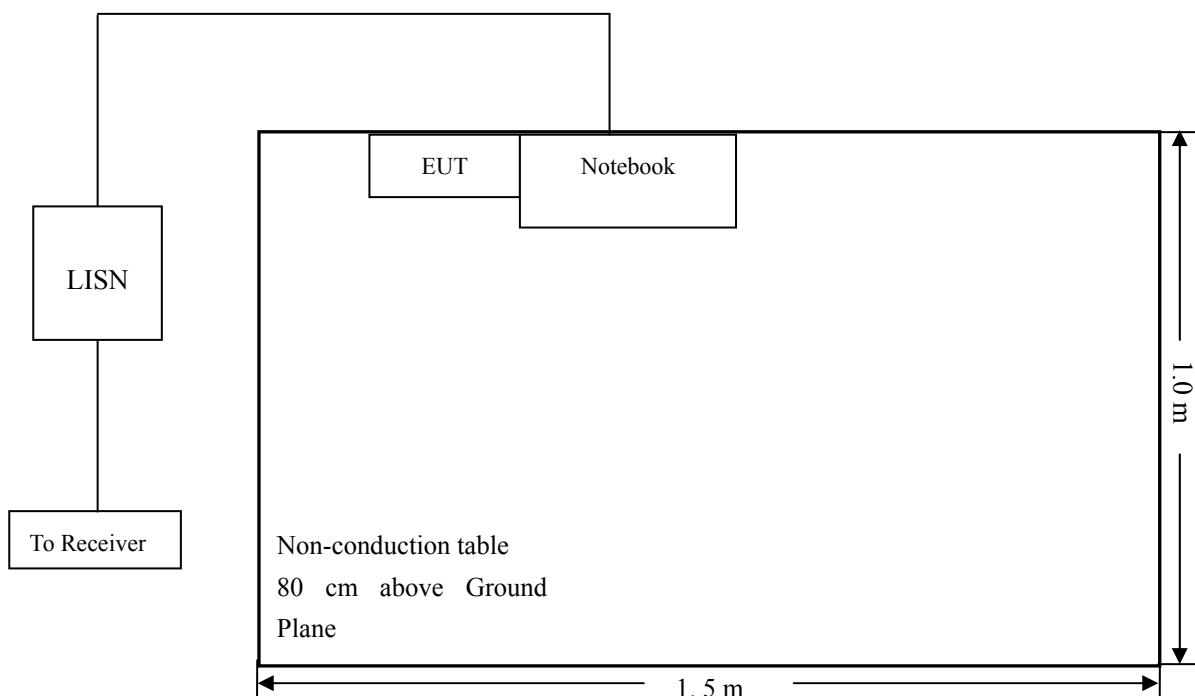 EUT
Notebook
LISN
To Receiver
Non-conduction table
80 cm above Ground
Plane
1.0 m
1. 5 m